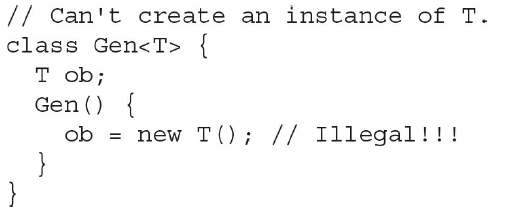 // Can't create an instance of T.
class Gen<T> {
  T ob;
  Gen() {
    ob = new T(); // Illegal!!!
  }
}